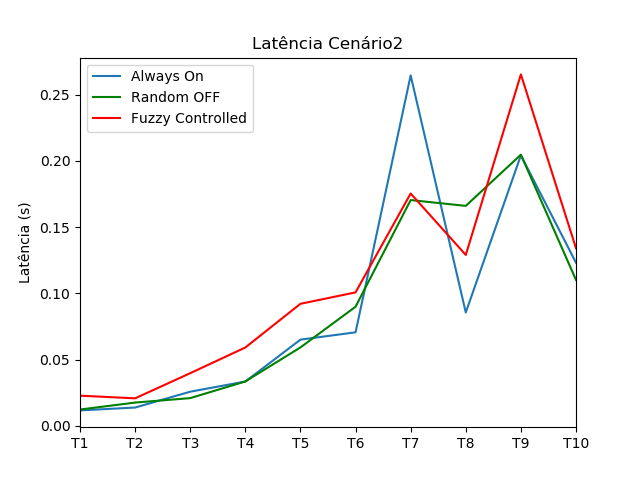 Latência Cenário2
Always On
Random OFF
Fuzzy Controlled
Latência (s)
0.25
0.20
0.15
0.10
0.05
0.00
T1 T2 T3 T4 T5 T6 T7 T8 T9 T10